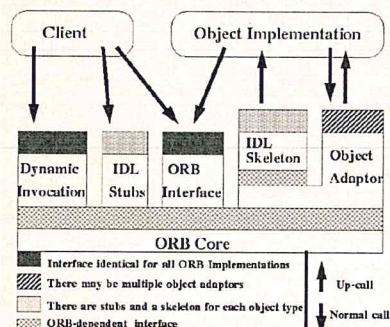 Client
Object Implementation
Dynamic
Invocation
IDL
Stubs
ORB
Interface
IDL
Skeleton
Object
Adaptor
ORB Core
Interface identical for all ORB Implementations
There may be multiple object adaptors
There are stubs and a skeleton for each object type
ORB-dependent interface
Up-call
Normal call